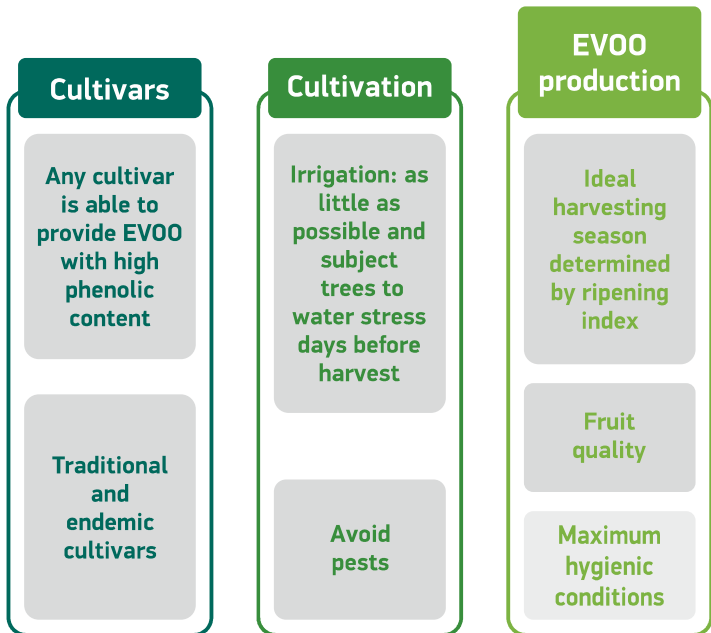 Cultivars
Any cultivar
is able to
provide EVOO
with high
phenolic
content
Traditional
and
endemic
cultivars
Cultivation
Irrigation: as
little as
possible and
subject
trees to
water stress
days before
harvest
Avoid
pests
EVOO
production
Ideal
harvesting
season
determined
by ripening
index
Fruit
quality
Maximum
hygienic
conditions